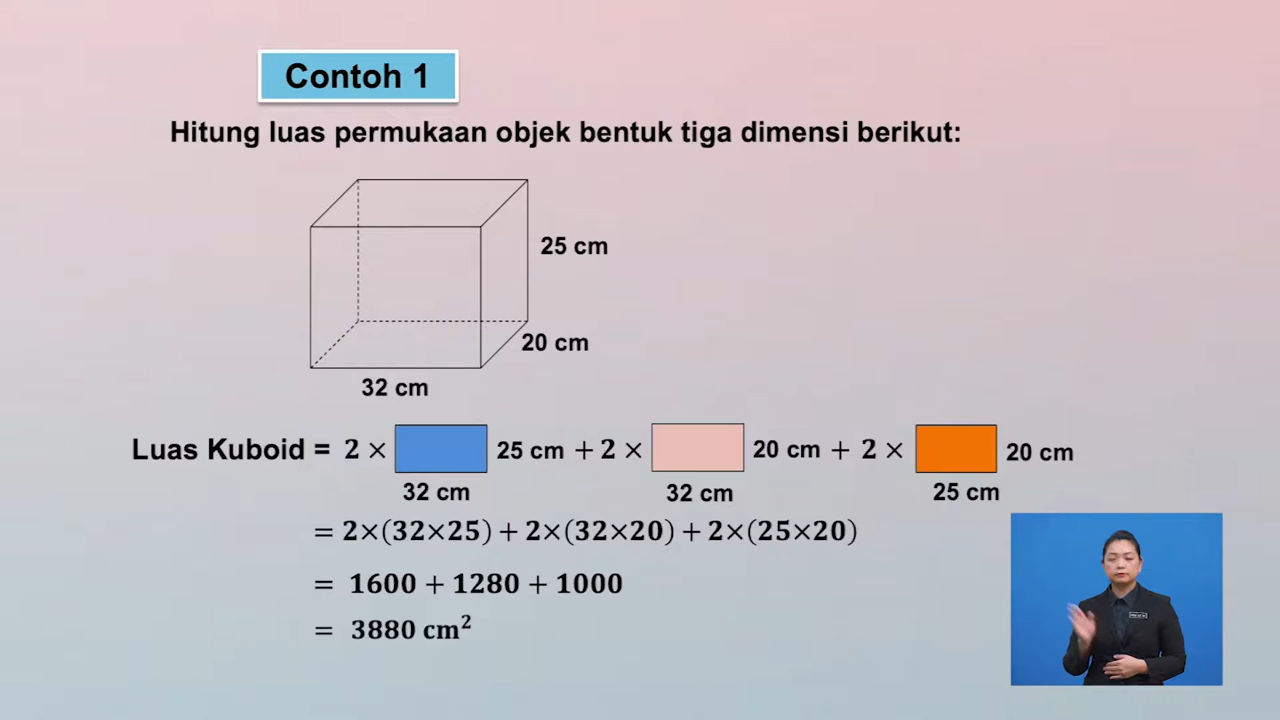 Contoh 1
Hitung luas permukaan objek bentuk tiga dimensi berikut:
25 cm
20 cm
32 cm
Luas Kuboid = 2 × 25 cm + 2 × 20 cm + 2 × 20 cm
32 cm 32 cm 25 cm
= 2×(32×25) + 2×(32×20) + 2×(25×20)
= 1600 + 1280 + 1000
= 3880 cm²